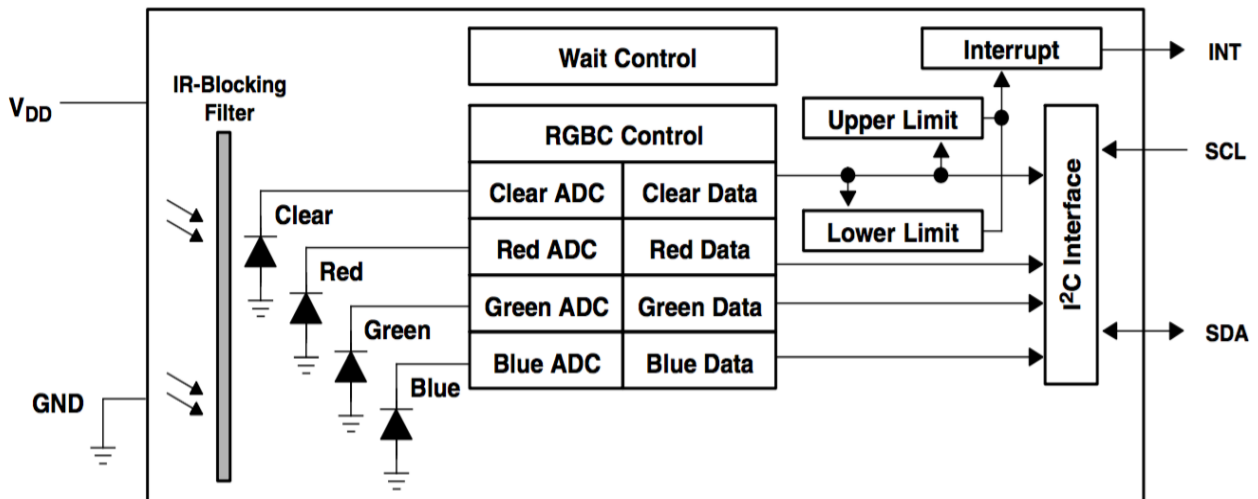 Wait Control
Interrupt
INT
IR-Blocking
Filter
V_DD
Upper Limit
RGBC Control
SCL
Clear ADC
Clear Data
Clear
Lower Limit
Red ADC
Red Data
I²C Interface
Red
Green ADC
Green Data
Green
SDA
Blue ADC
Blue Data
Blue
GND